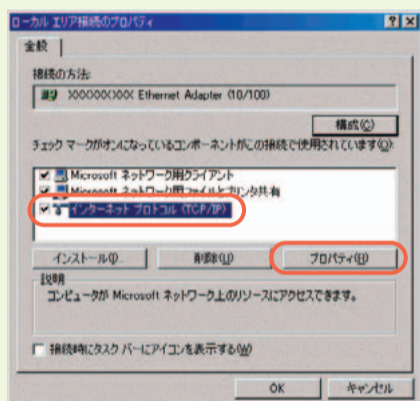 ローカル エリア接続のプロパティ
全般
接続の方法:
XXXXXX(XXX Ethernet Adapter (10/100)
構成(C)
チェック マークがオンになっているコンポーネントがこの接続で使用されています(O):
Microsoft ネットワーク用クライアント
Microsoft ネットワーク用ファイルとプリンタ共有
インターネット プロトコル (TCP/IP)
インストール(I)...
削除(U)
プロパティ(R)
説明
コンピュータが Microsoft ネットワーク上のリソースにアクセスできます。
接続時にタスク バーにアイコンを表示する(W)
OK
キャンセル